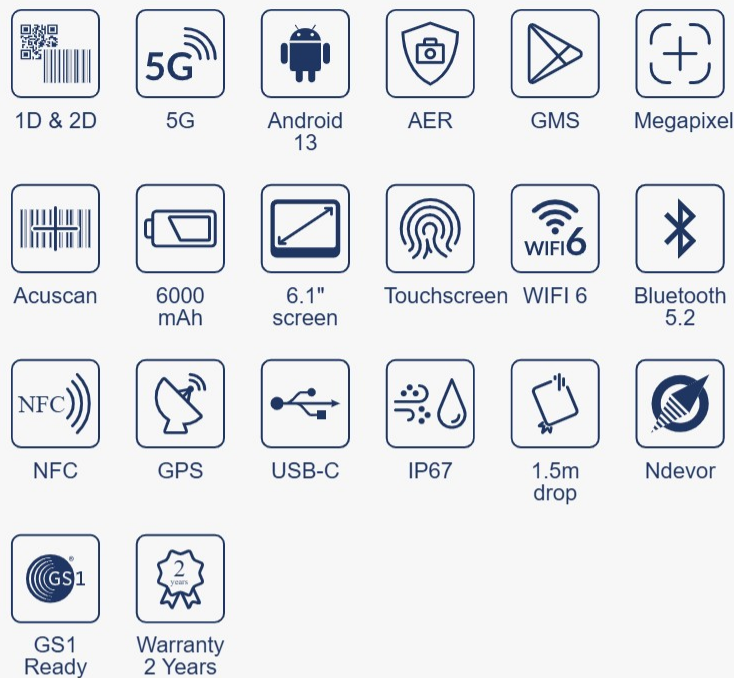 5G
1D & 2D
5G
Android
13
AER
GMS
Megapixel
WIFI6
Acuscan
6000
mAh
6.1"
screen
Touchscreen
WIFI 6
Bluetooth
5.2
NFC
NFC
GPS
USB-C
IP67
1.5m
drop
Ndevor
GS1
®
2
years
GS1
Ready
Warranty
2 Years